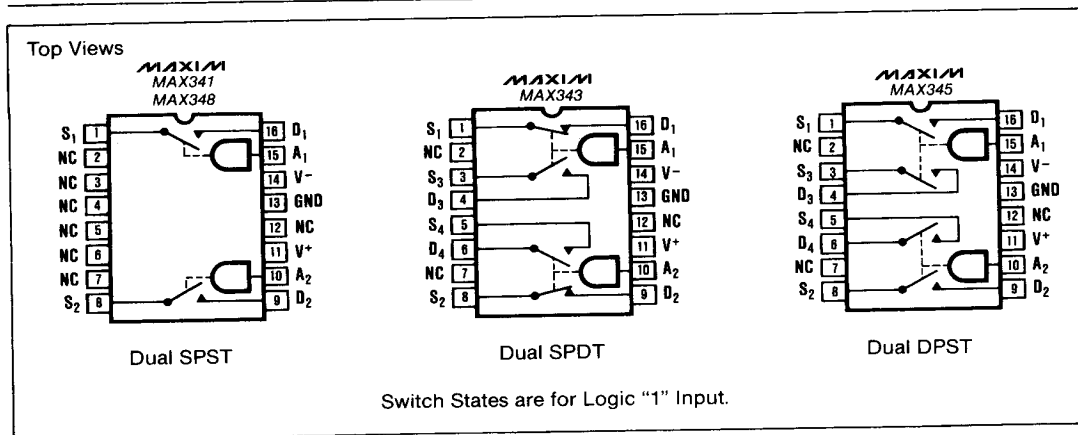 Top Views
MAXIM
MAX341
MAX348
S1 1 16 D1
NC 2 15 A1
NC 3 14 V-
NC 4 13 GND
NC 5 12 NC
NC 6 11 V+
NC 7 10 A2
S2 8 9 D2
Dual SPST
MAXIM
MAX343
S1 1 16 D1
NC 2 15 A1
S3 3 14 V-
D3 4 13 GND
S4 5 12 NC
D4 6 11 V+
NC 7 10 A2
S2 8 9 D2
Dual SPDT
MAXIM
MAX345
S1 1 16 D1
NC 2 15 A1
S3 3 14 V-
D3 4 13 GND
S4 5 12 NC
D4 6 11 V+
NC 7 10 A2
S2 8 9 D2
Dual DPST
Switch States are for Logic “1” Input.